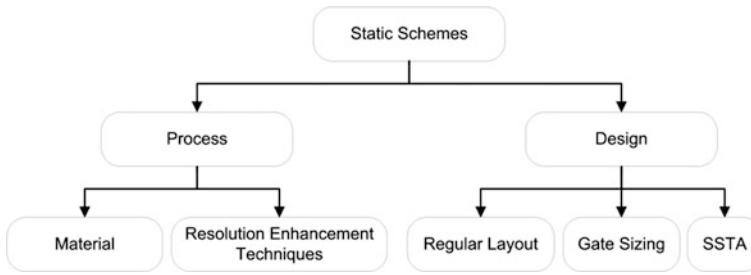 Static Schemes
Process
Design
Material
Resolution Enhancement
Techniques
Regular Layout
Gate Sizing
SSTA